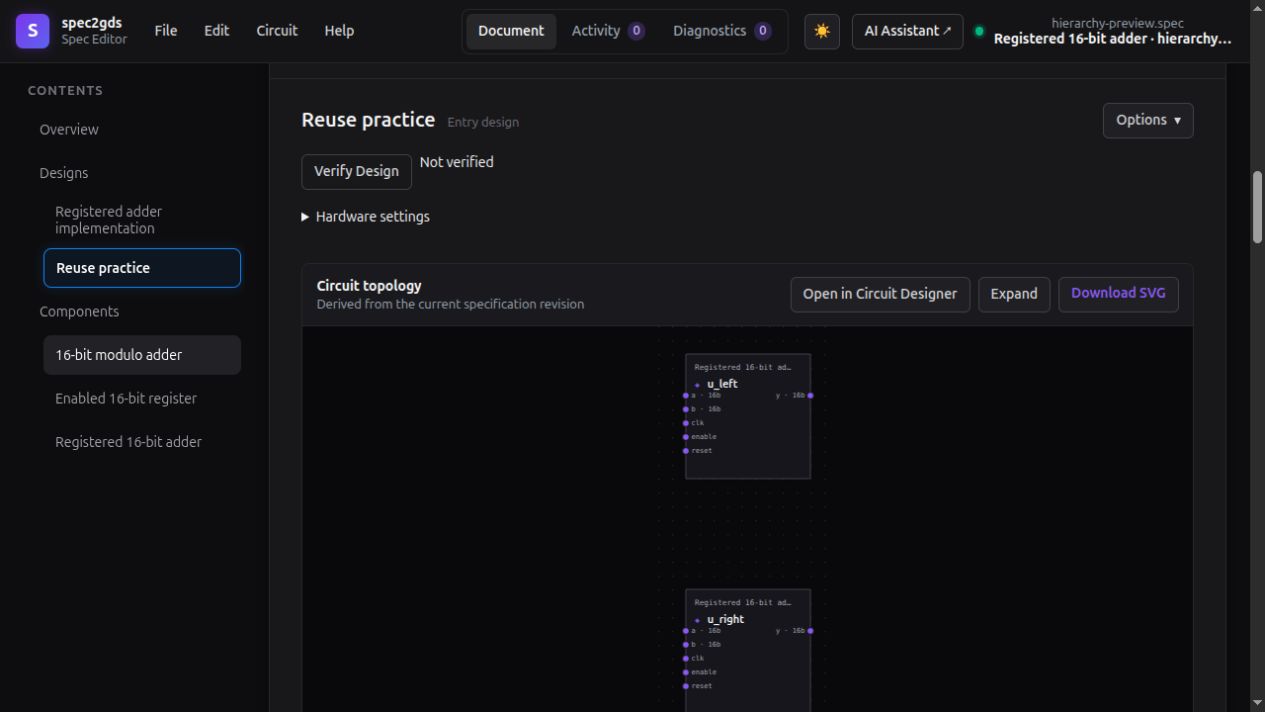 S
spec2gds
Spec Editor
File
Edit
Circuit
Help
Document
Activity 0
Diagnostics 0
☀
AI Assistant ↗
hierarchy-preview.spec
Registered 16-bit adder · hierarchy...
CONTENTS
Overview
Designs
Registered adder
implementation
Reuse practice
Components
16-bit modulo adder
Enabled 16-bit register
Registered 16-bit adder
Reuse practice Entry design
Options ▾
Verify Design
Not verified
▶ Hardware settings
Circuit topology
Derived from the current specification revision
Open in Circuit Designer
Expand
Download SVG
Registered 16-bit ad…
u_left
a · 16b
y · 16b
b · 16b
clk
enable
reset
Registered 16-bit ad…
u_right
a · 16b
y · 16b
b · 16b
clk
enable
reset